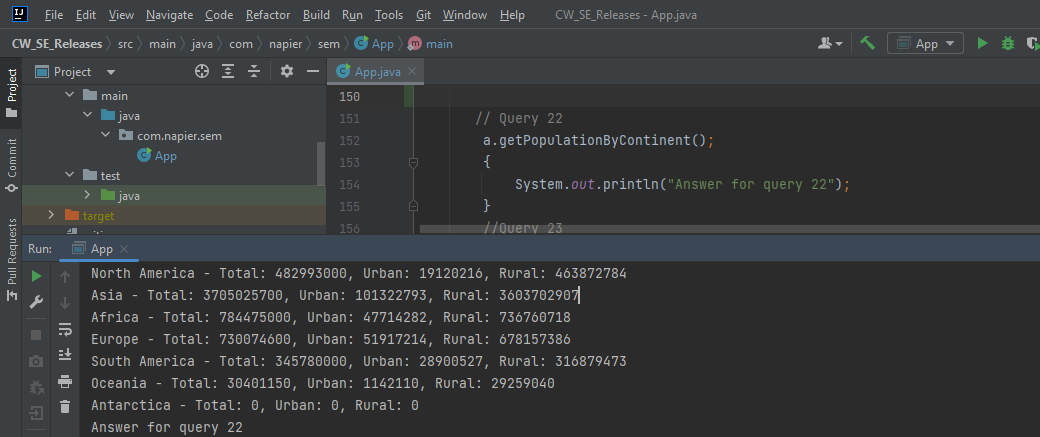 IJ File Edit View Navigate Code Refactor Build Run Tools Git Window Help CW_SE_Releases - App.java
CW_SE_Releases src main java com napier sem App m main App
Project
Commit
Pull Requests
Project
main
java
com.napier.sem
App
test
java
target
App.java
150
151 // Query 22
152 a.getPopulationByContinent();
153 {
154 System.out.println("Answer for query 22");
155 }
156 //Query 23
Run: App
North America - Total: 482993000, Urban: 19120216, Rural: 463872784
Asia - Total: 3705025700, Urban: 101322793, Rural: 3603702907
Africa - Total: 784475000, Urban: 47714282, Rural: 736760718
Europe - Total: 730074600, Urban: 51917214, Rural: 678157386
South America - Total: 345780000, Urban: 28900527, Rural: 316879473
Oceania - Total: 30401150, Urban: 1142110, Rural: 29259040
Antarctica - Total: 0, Urban: 0, Rural: 0
Answer for query 22